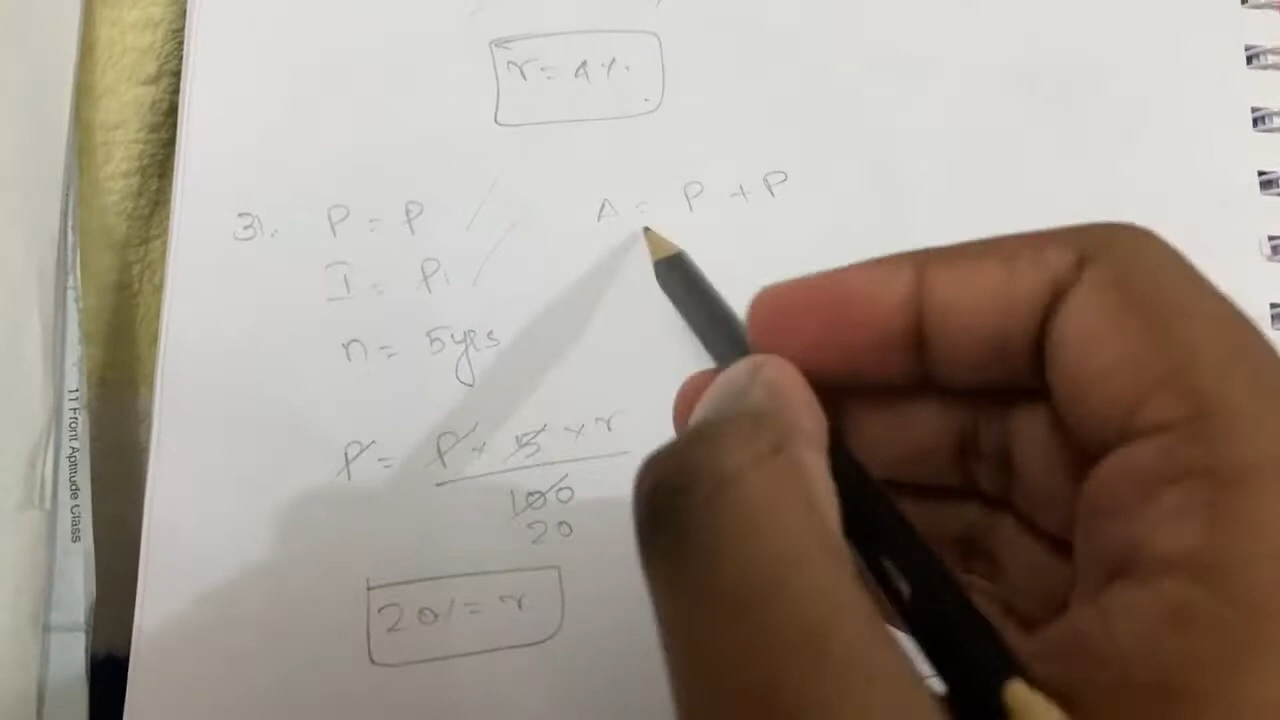 r = 4%.
31. P = P
A = P + P
I = P
n = 5yrs
P = P × 5 × r
100
20
20% = r
11 Front Aptitude Class